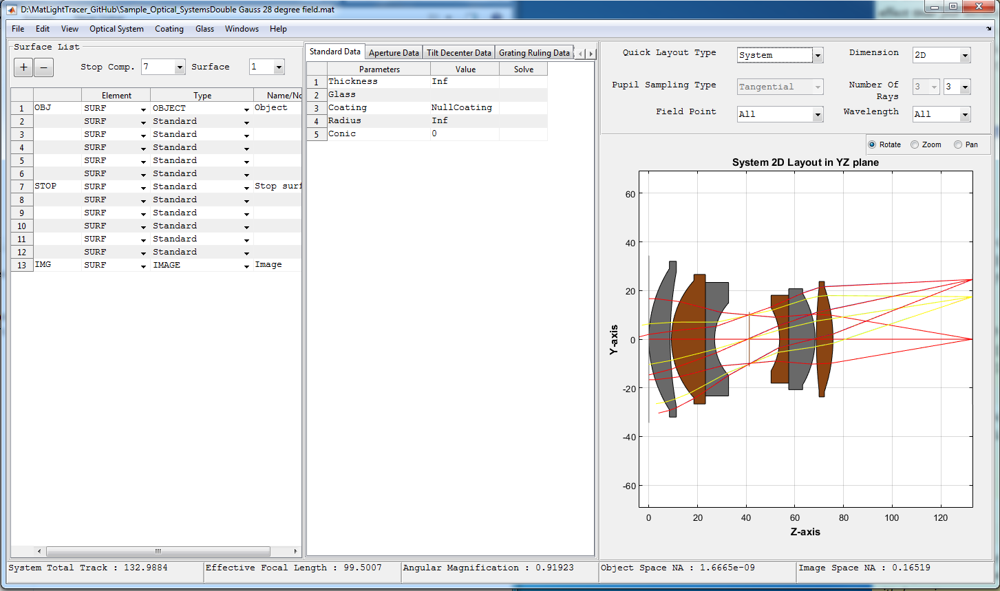 D:\MatLightTracer_GitHub\Sample_Optical_SystemsDouble Gauss 28 degree field.mat
File Edit View Optical System Coating Glass Windows Help
Surface List
+ − Stop Comp. 7 Surface 1
Element Type Name/No
1 OBJ SURF OBJECT Object
2 SURF Standard
3 SURF Standard
4 SURF Standard
5 SURF Standard
6 SURF Standard
7 STOP SURF Standard Stop surf
8 SURF Standard
9 SURF Standard
10 SURF Standard
11 SURF Standard
12 SURF Standard
13 IMG SURF IMAGE Image
Standard Data Aperture Data Tilt Decenter Data Grating Ruling Data
Parameters Value Solve
1 Thickness Inf
2 Glass
3 Coating NullCoating
4 Radius Inf
5 Conic 0
Quick Layout Type System Dimension 2D
Pupil Sampling Type Tangential Number Of Rays 3 3
Field Point All Wavelength All
Rotate Zoom Pan
System 2D Layout in YZ plane
60
40
20
0
-20
-40
-60
Y-axis
0 20 40 60 80 100 120
Z-axis
System Total Track : 132.9884
Effective Focal Length : 99.5007
Angular Magnification : 0.91923
Object Space NA : 1.6665e-09
Image Space NA : 0.16519